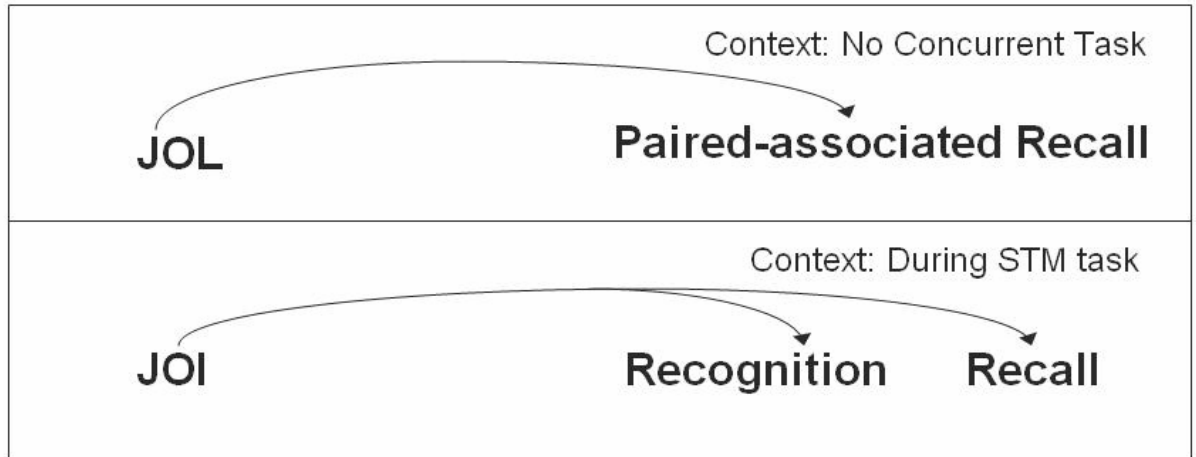 Context: No Concurrent Task
JOL
Paired-associated Recall
Context: During STM task
JOI
Recognition
Recall